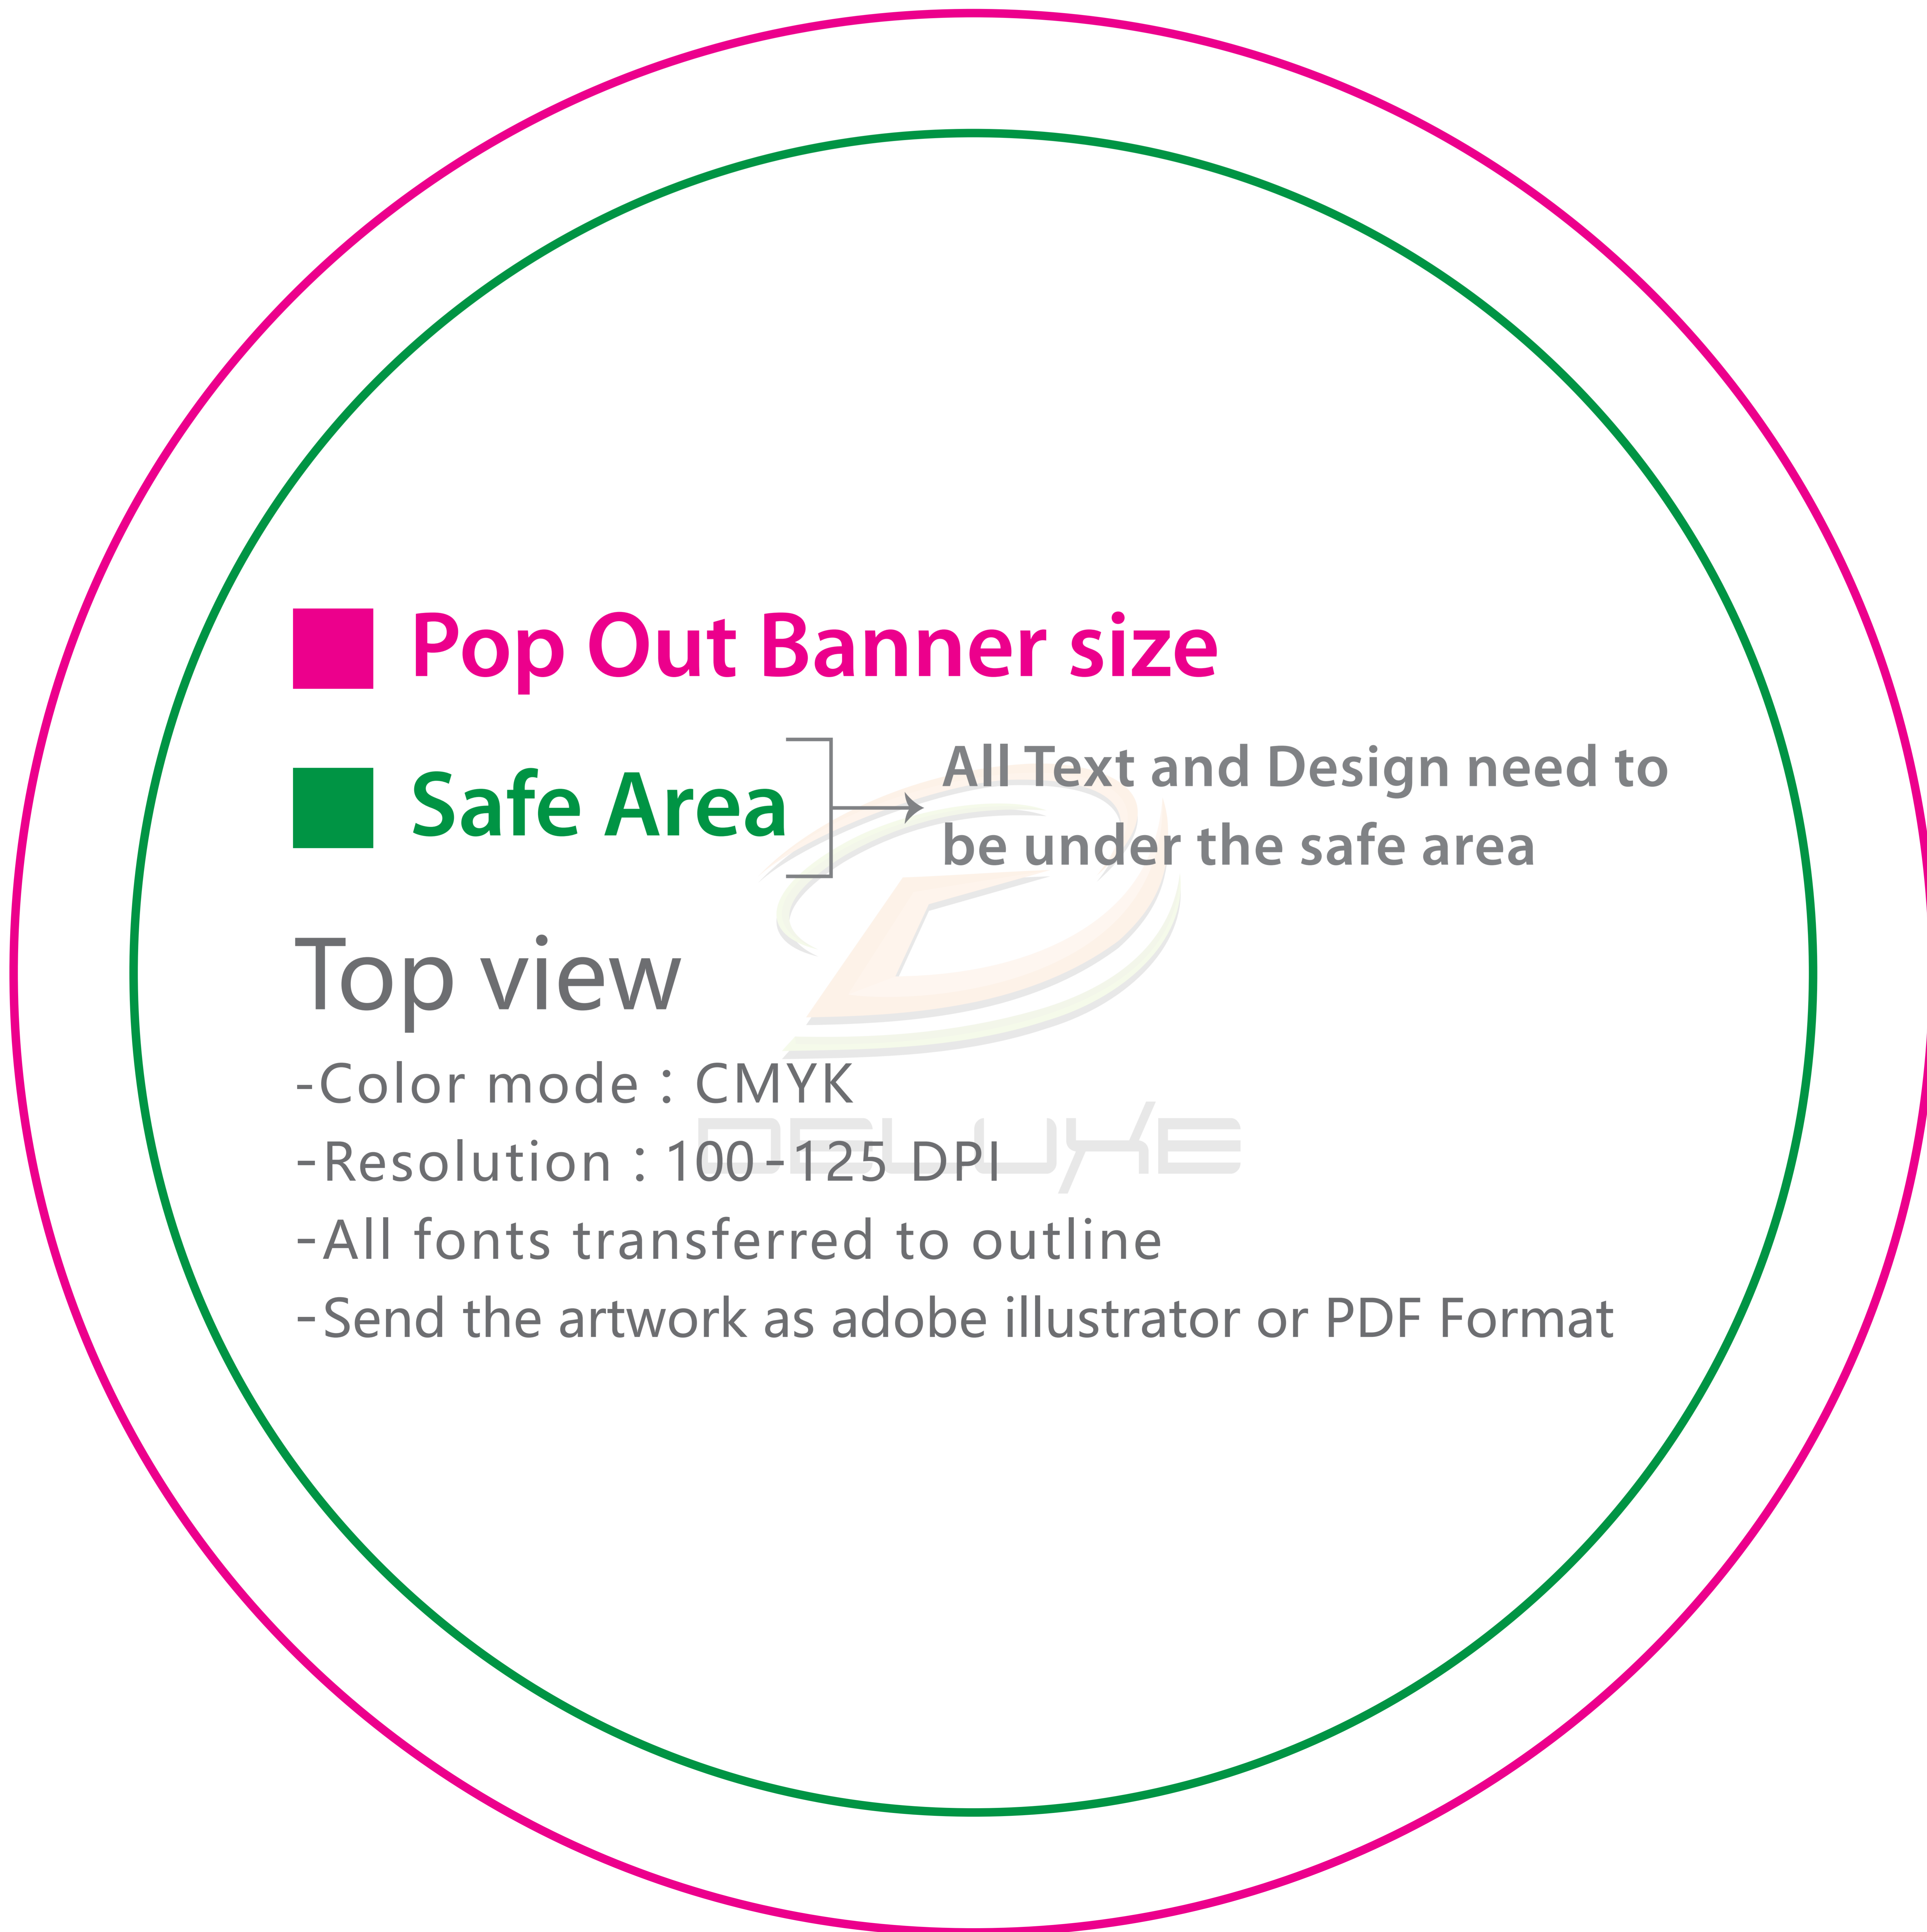 Pop Out Banner size
Safe Area
All Text and Design need to
be under the safe area
Top view
-Color mode : CMYK
-Resolution : 100-125 DPI
-All fonts transferred to outline
-Send the artwork as adobe illustrator or PDF Format
DELUXE